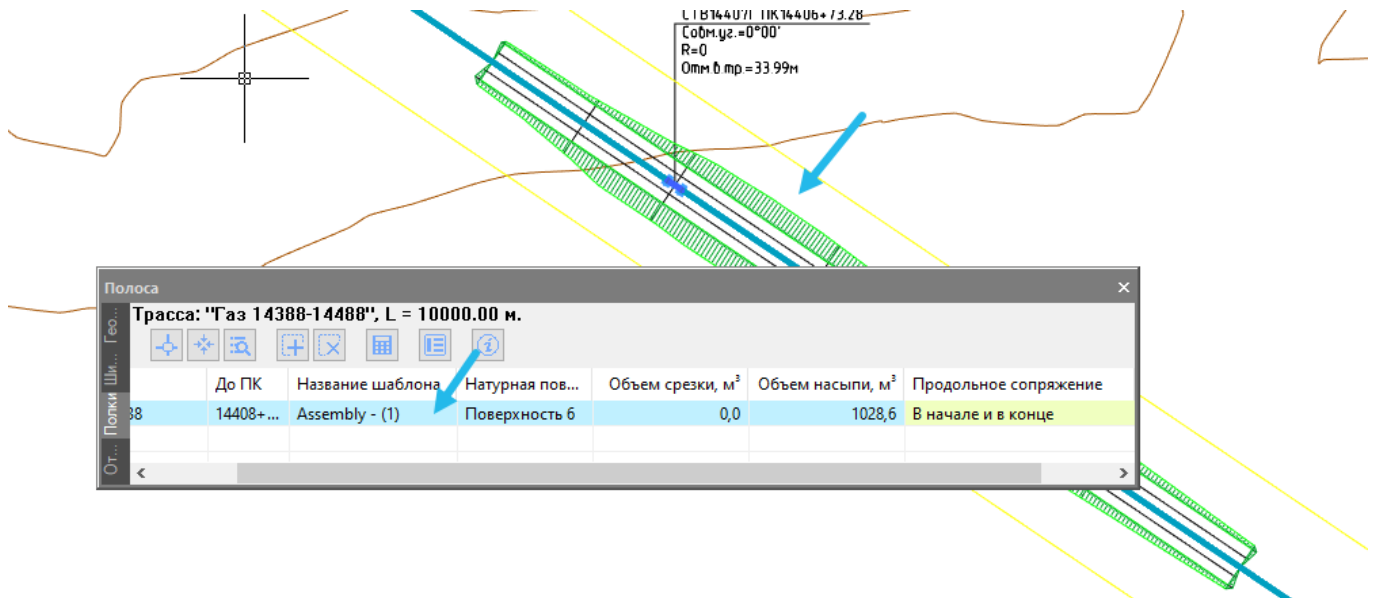 Совм.уг.=0°00'
R=0
Отм.в.тр.=33.99м
Полоса
Трасса: "Газ 14388-14488", L = 10000.00 м.
Гео...
Ши...
Полки
От...
До ПК Название шаблона Натурная пов... Объем срезки, м³ Объем насыпи, м³ Продольное сопряжение
38 14408+... Assembly - (1) Поверхность 6 0,0 1028,6 В начале и в конце